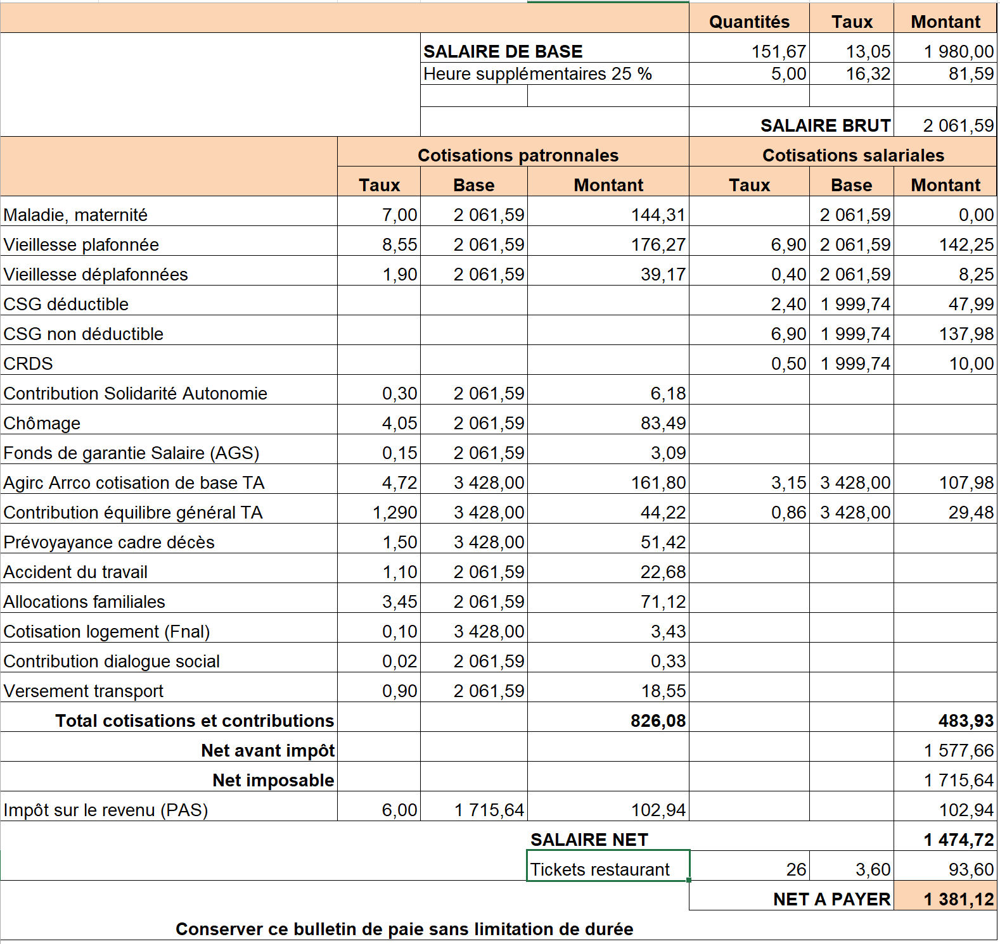 Quantités Taux Montant
SALAIRE DE BASE 151,67 13,05 1 980,00
Heure supplémentaires 25 % 5,00 16,32 81,59
SALAIRE BRUT 2 061,59
Cotisations patronnales Cotisations salariales
Taux Base Montant Taux Base Montant
Maladie, maternité 7,00 2 061,59 144,31 2 061,59 0,00
Vieillesse plafonnée 8,55 2 061,59 176,27 6,90 2 061,59 142,25
Vieillesse déplafonnées 1,90 2 061,59 39,17 0,40 2 061,59 8,25
CSG déductible 2,40 1 999,74 47,99
CSG non déductible 6,90 1 999,74 137,98
CRDS 0,50 1 999,74 10,00
Contribution Solidarité Autonomie 0,30 2 061,59 6,18
Chômage 4,05 2 061,59 83,49
Fonds de garantie Salaire (AGS) 0,15 2 061,59 3,09
Agirc Arrco cotisation de base TA 4,72 3 428,00 161,80 3,15 3 428,00 107,98
Contribution équilibre général TA 1,290 3 428,00 44,22 0,86 3 428,00 29,48
Prévoyayance cadre décès 1,50 3 428,00 51,42
Accident du travail 1,10 2 061,59 22,68
Allocations familiales 3,45 2 061,59 71,12
Cotisation logement (Fnal) 0,10 3 428,00 3,43
Contribution dialogue social 0,02 2 061,59 0,33
Versement transport 0,90 2 061,59 18,55
Total cotisations et contributions 826,08 483,93
Net avant impôt 1 577,66
Net imposable 1 715,64
Impôt sur le revenu (PAS) 6,00 1 715,64 102,94 102,94
SALAIRE NET 1 474,72
Tickets restaurant 26 3,60 93,60
NET A PAYER 1 381,12
Conserver ce bulletin de paie sans limitation de durée